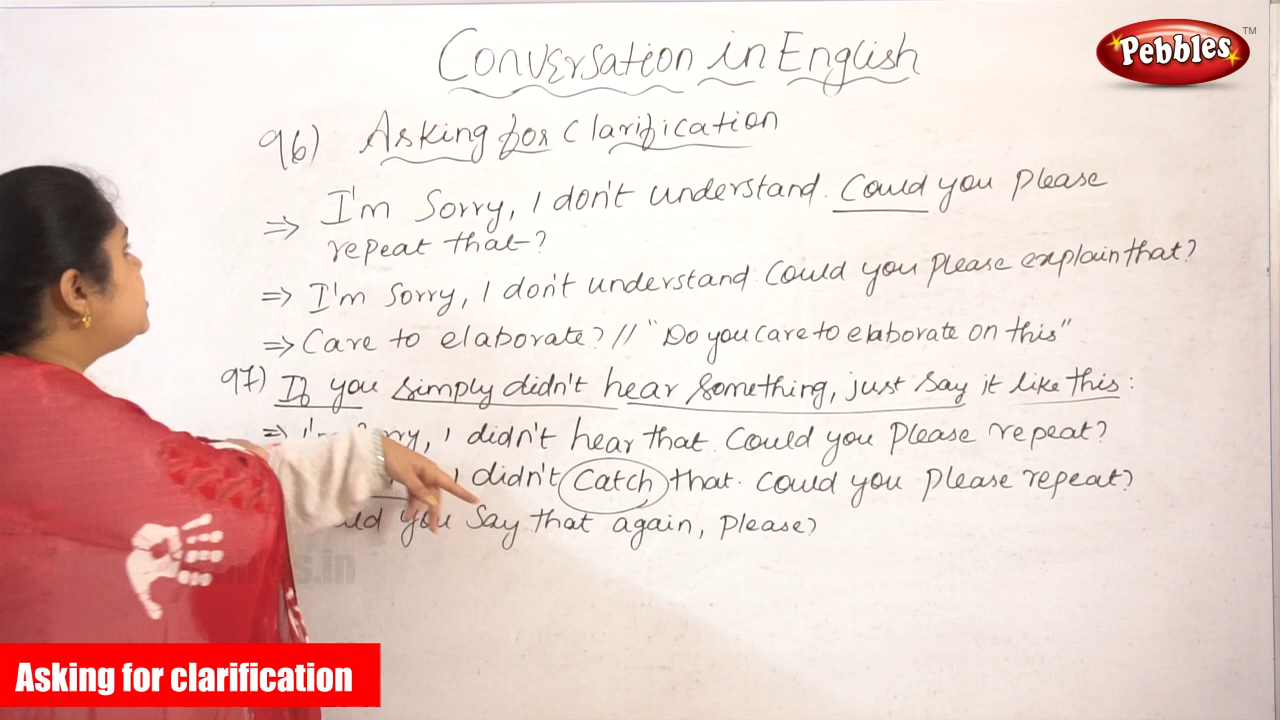 Conversation in English
Pebbles TM
96) Asking for Clarification
⇒ I'm Sorry, I don't understand. Could you please
repeat that?
⇒ I'm Sorry, I don't understand. Could you please explain that?
⇒ Care to elaborate? // "Do you care to elaborate on this"
97) If you simply didn't hear something, just say it like this:
⇒ I didn't hear that. Could you please repeat?
I didn't Catch that. Could you please repeat?
you Say that again, please?
Asking for clarification